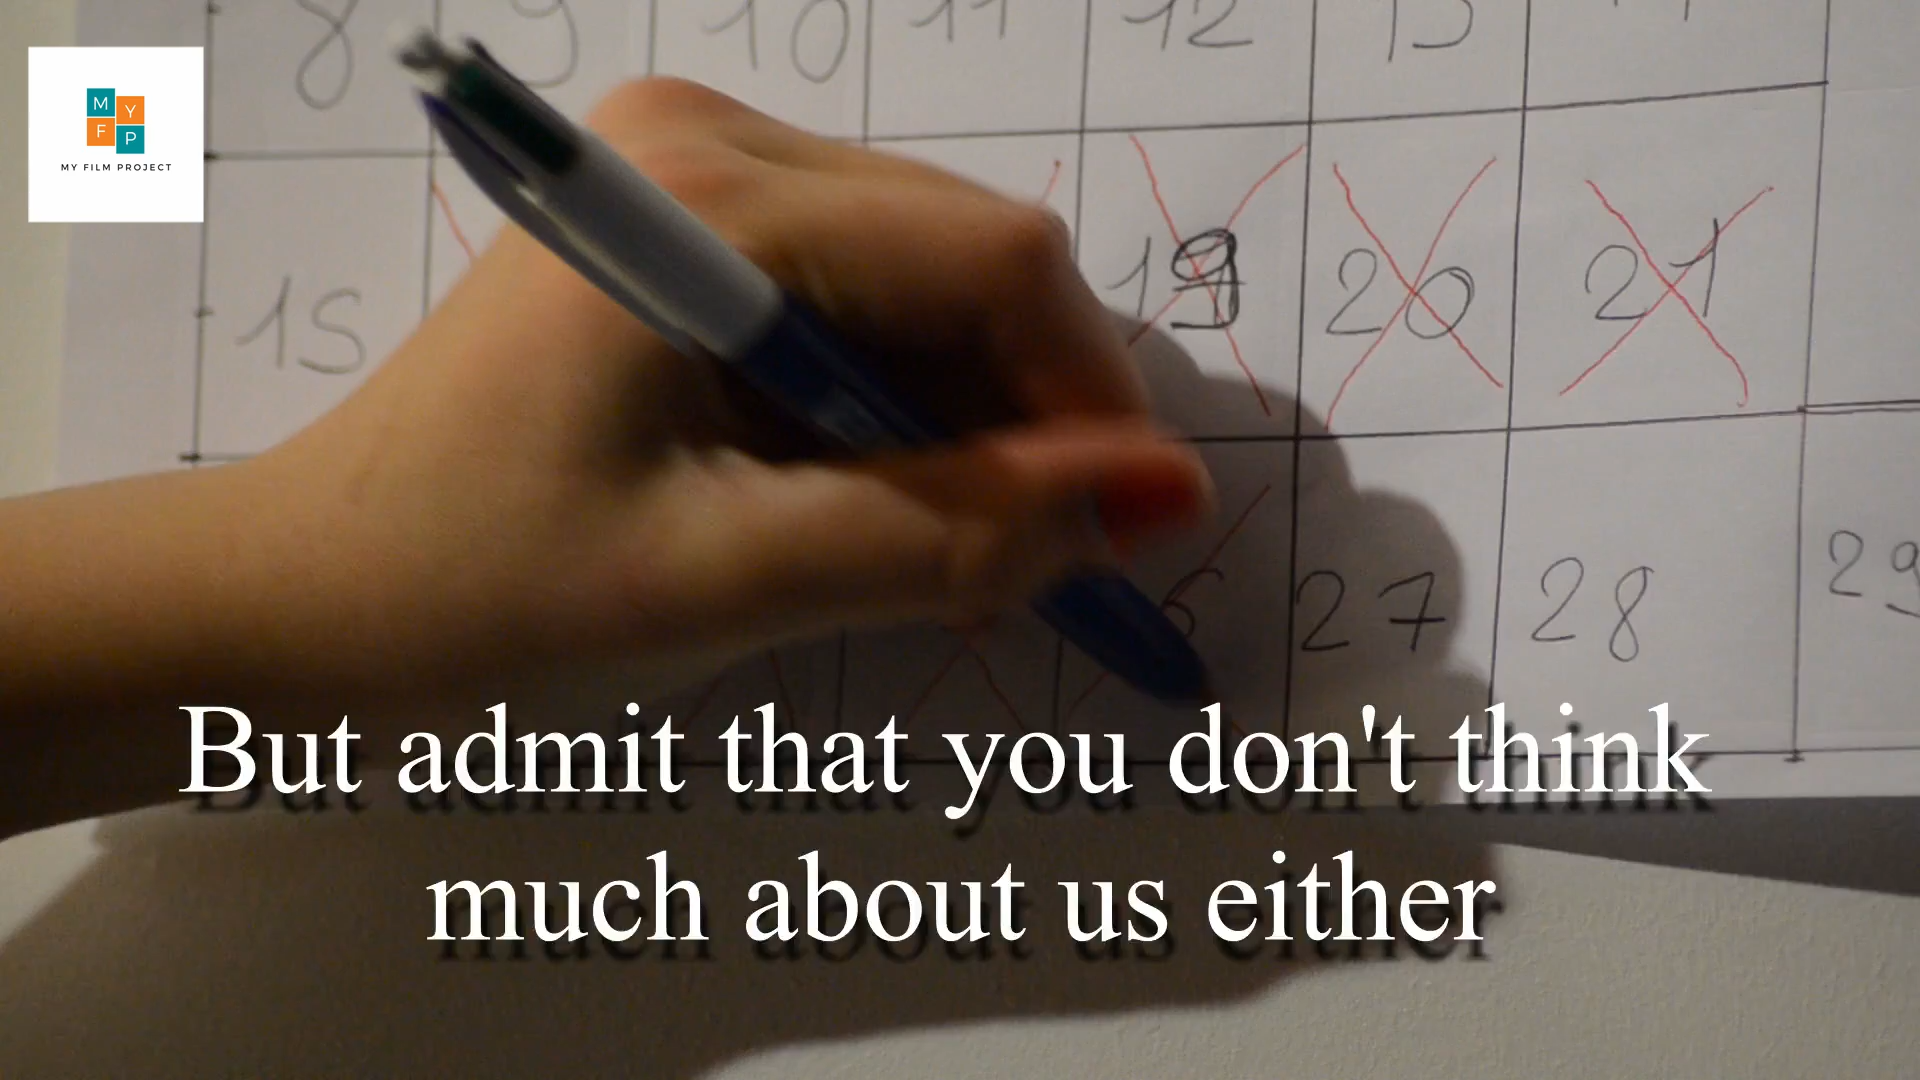 8 9 10 11 12 13
M Y
F P
MY FILM PROJECT
15 19 20 21
27 28 29
But admit that you don't think
much about us either